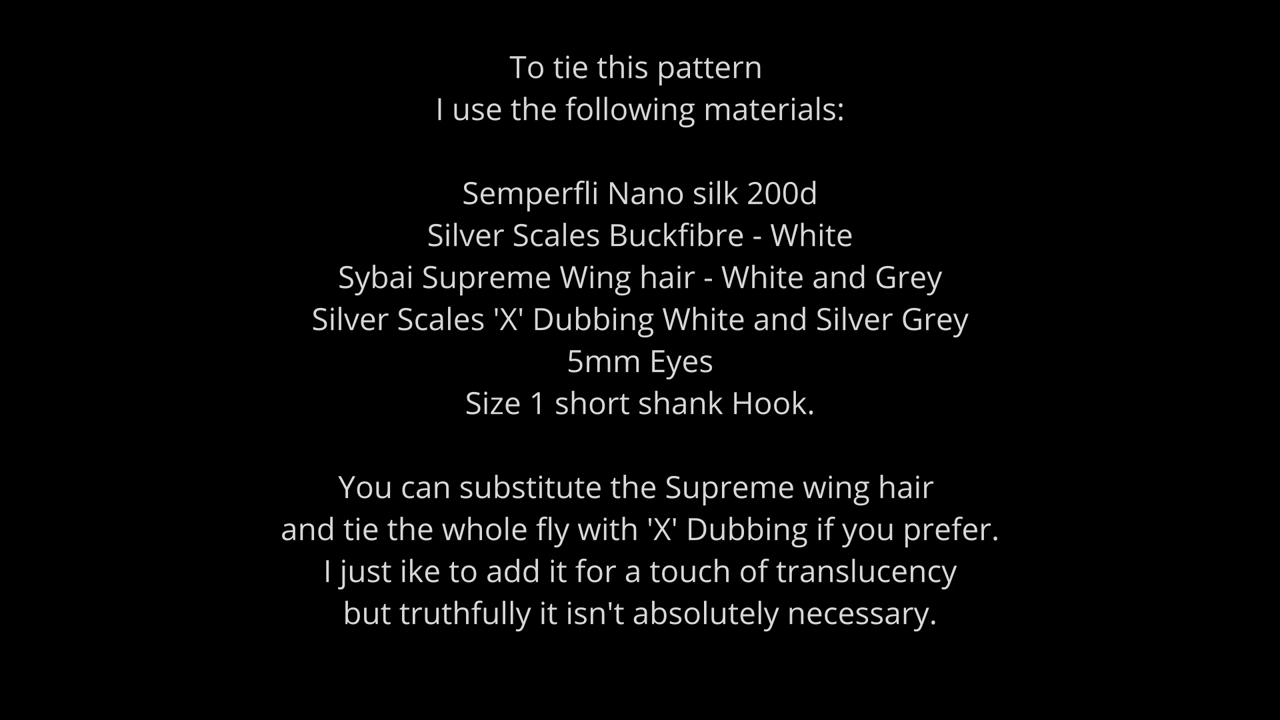 To tie this pattern
I use the following materials:
Semperfli Nano silk 200d
Silver Scales Buckfibre - White
Sybai Supreme Wing hair - White and Grey
Silver Scales 'X' Dubbing White and Silver Grey
5mm Eyes
Size 1 short shank Hook.
You can substitute the Supreme wing hair
and tie the whole fly with 'X' Dubbing if you prefer.
I just ike to add it for a touch of translucency
but truthfully it isn't absolutely necessary.